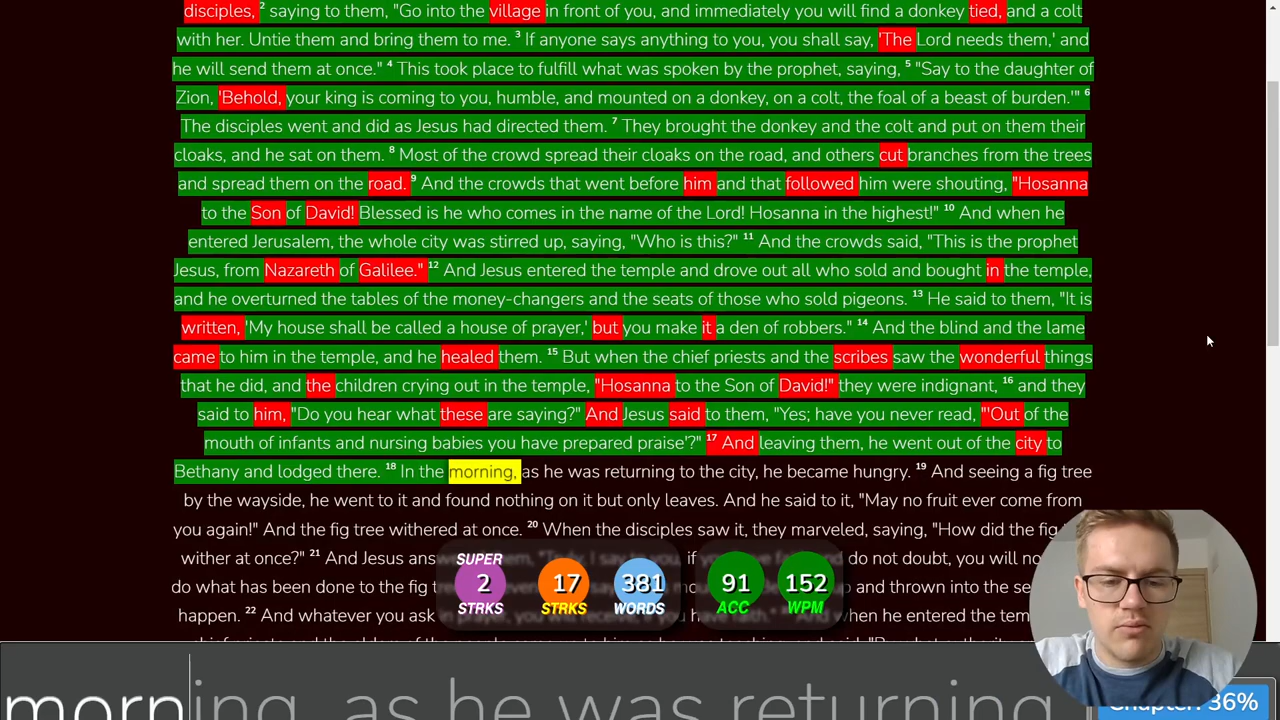 disciples, 2 saying to them, "Go into the village in front of you, and immediately you will find a donkey tied, and a colt
with her. Untie them and bring them to me. 3 If anyone says anything to you, you shall say, 'The Lord needs them,' and
he will send them at once." 4 This took place to fulfill what was spoken by the prophet, saying, 5 "Say to the daughter of
Zion, 'Behold, your king is coming to you, humble, and mounted on a donkey, on a colt, the foal of a beast of burden.'" 6
The disciples went and did as Jesus had directed them. 7 They brought the donkey and the colt and put on them their
cloaks, and he sat on them. 8 Most of the crowd spread their cloaks on the road, and others cut branches from the trees
and spread them on the road. 9 And the crowds that went before him and that followed him were shouting, "Hosanna
to the Son of David! Blessed is he who comes in the name of the Lord! Hosanna in the highest!" 10 And when he
entered Jerusalem, the whole city was stirred up, saying, "Who is this?" 11 And the crowds said, "This is the prophet
Jesus, from Nazareth of Galilee." 12 And Jesus entered the temple and drove out all who sold and bought in the temple,
and he overturned the tables of the money-changers and the seats of those who sold pigeons. 13 He said to them, "It is
written, 'My house shall be called a house of prayer,' but you make it a den of robbers." 14 And the blind and the lame
came to him in the temple, and he healed them. 15 But when the chief priests and the scribes saw the wonderful things
that he did, and the children crying out in the temple, "Hosanna to the Son of David!" they were indignant, 16 and they
said to him, "Do you hear what these are saying?" And Jesus said to them, "Yes; have you never read, "'Out of the
mouth of infants and nursing babies you have prepared praise'?" 17 And leaving them, he went out of the city to
Bethany and lodged there. 18 In the morning, as he was returning to the city, he became hungry. 19 And seeing a fig tree
by the wayside, he went to it and found nothing on it but only leaves. And he said to it, "May no fruit ever come from
you again!" And the fig tree withered at once. 20 When the disciples saw it, they marveled, saying, "How did the fig
wither at once?" 21 And Jesus do not doubt, you will
do what has been done to the fig and thrown into the
happen. 22 And whatever you ask when he entered the
SUPER 2 STRKS 17 STRKS 381 WORDS 91 ACC 152 WPM
morning, as he was returning
Chapter: 36%